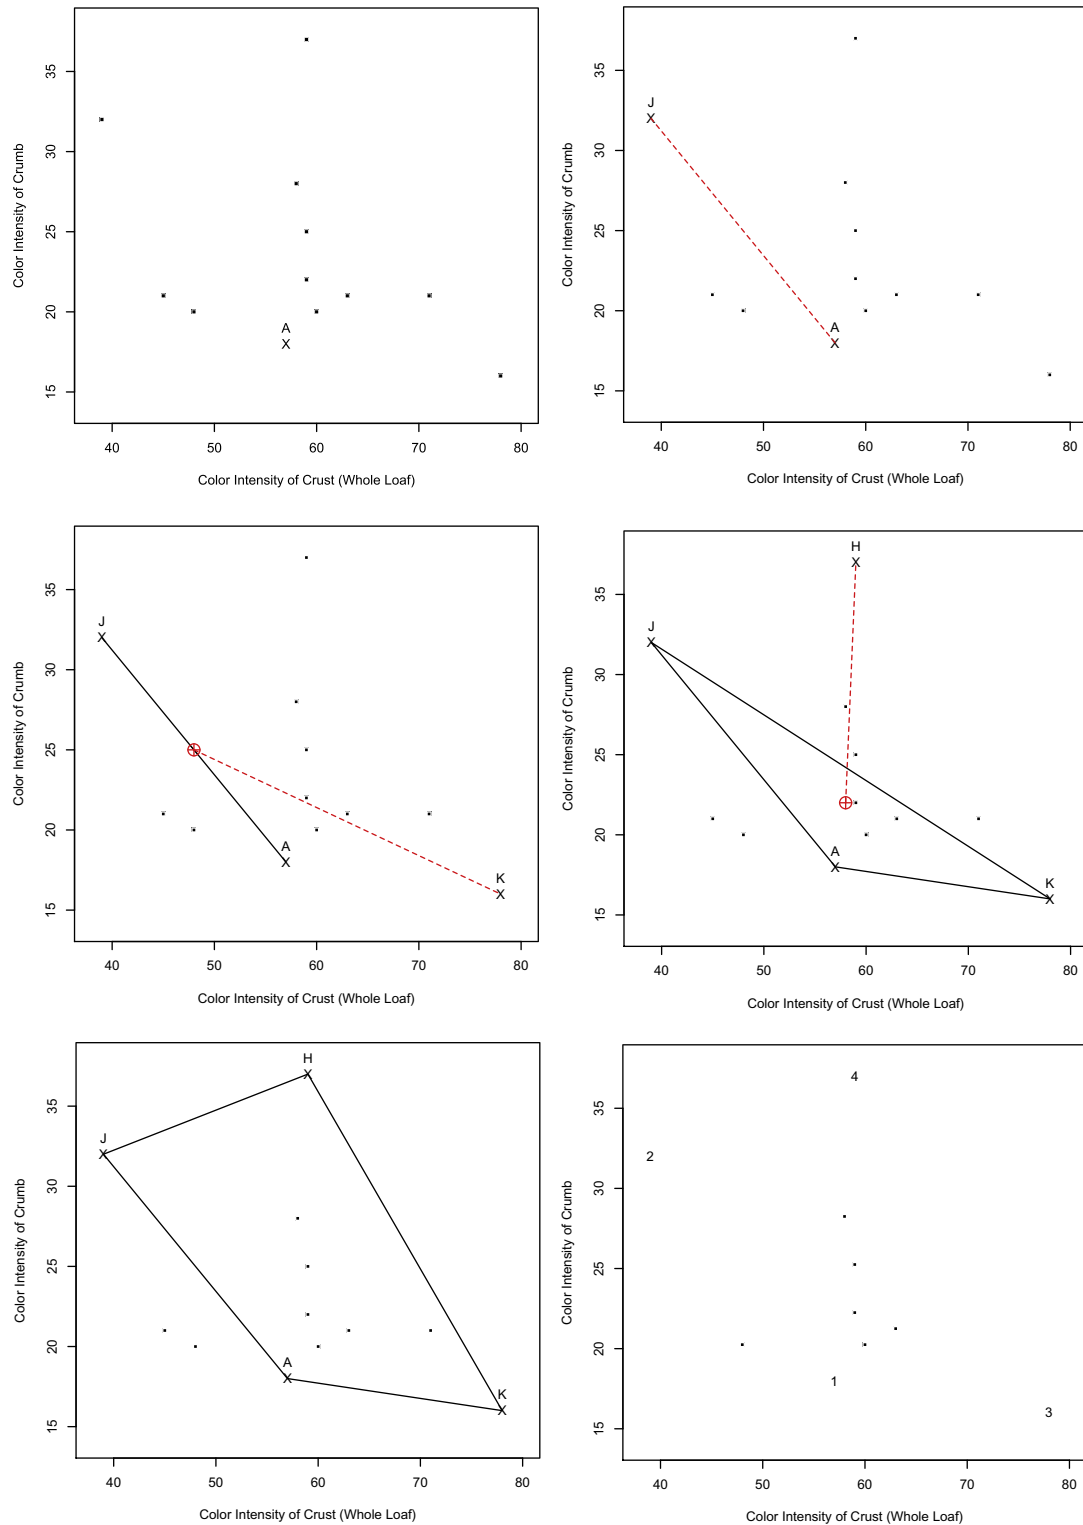 35
30
25
20
15
Color Intensity of Crumb
A
X
40 50 60 70 80
Color Intensity of Crust (Whole Loaf)
35
30
25
20
15
Color Intensity of Crumb
J
X
A
X
40 50 60 70 80
Color Intensity of Crust (Whole Loaf)
35
30
25
20
15
Color Intensity of Crumb
J
X
A
X
K
X
40 50 60 70 80
Color Intensity of Crust (Whole Loaf)
35
30
25
20
15
Color Intensity of Crumb
H
X
J
X
A
X
K
X
40 50 60 70 80
Color Intensity of Crust (Whole Loaf)
35
30
25
20
15
Color Intensity of Crumb
H
X
J
X
A
X
K
X
40 50 60 70 80
Color Intensity of Crust (Whole Loaf)
35
30
25
20
15
Color Intensity of Crumb
4
2
1
3
40 50 60 70 80
Color Intensity of Crust (Whole Loaf)